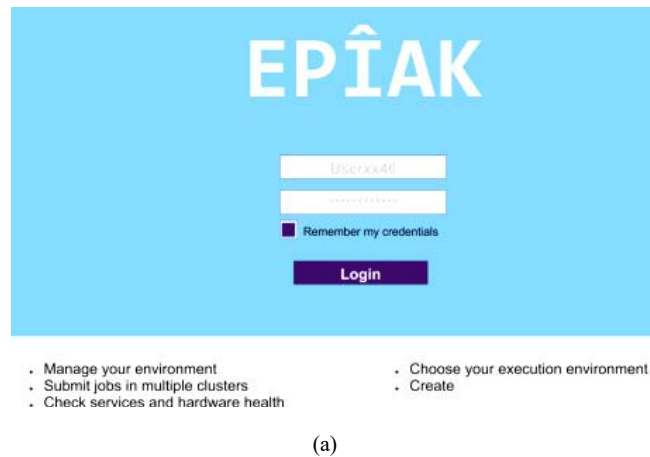 EPÎAK
Userxx46
************
Remember my credentials
Login
Manage your environment
Submit jobs in multiple clusters
Check services and hardware health
Choose your execution environment
Create
(a)